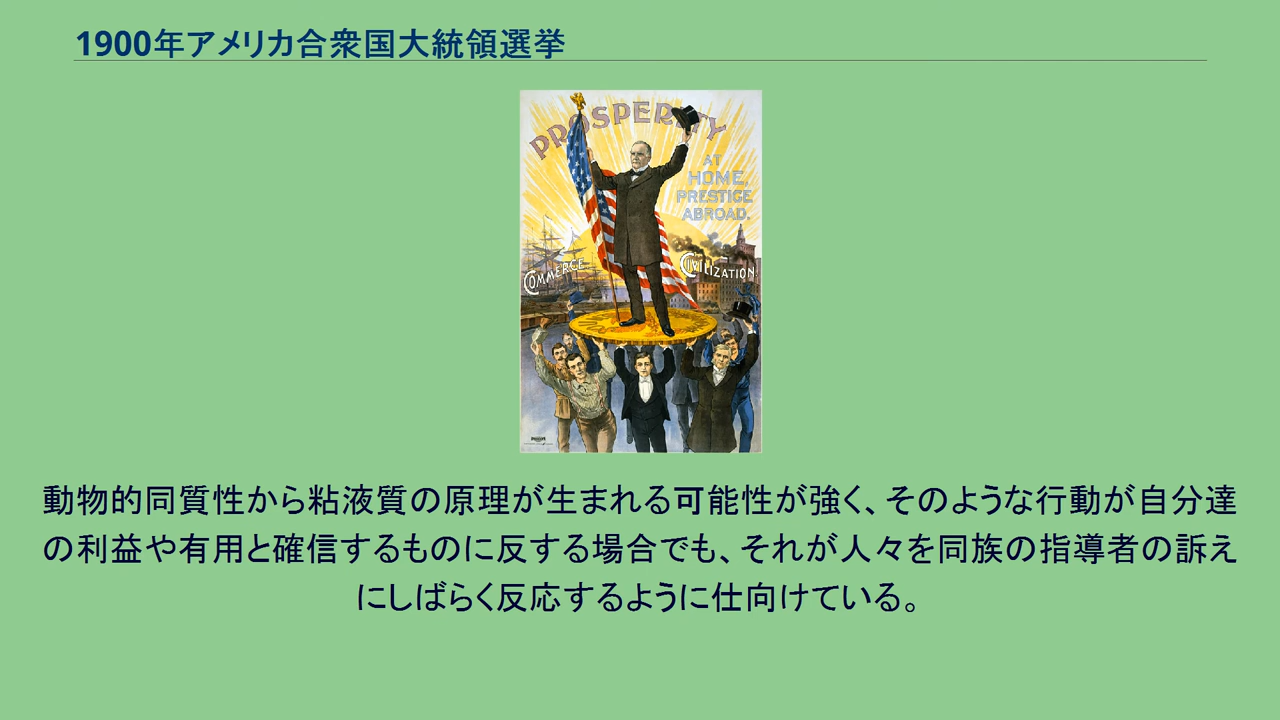 1900年アメリカ合衆国大統領選挙
PROSPERITY
AT
HOME,
PRESTIGE
ABROAD.
COMMERCE
CIVILIZATION
動物的同質性から粘液質の原理が生まれる可能性が強く、そのような行動が自分達
の利益や有用と確信するものに反する場合でも、それが人々を同族の指導者の訴え
にしばらく反応するように仕向けている。